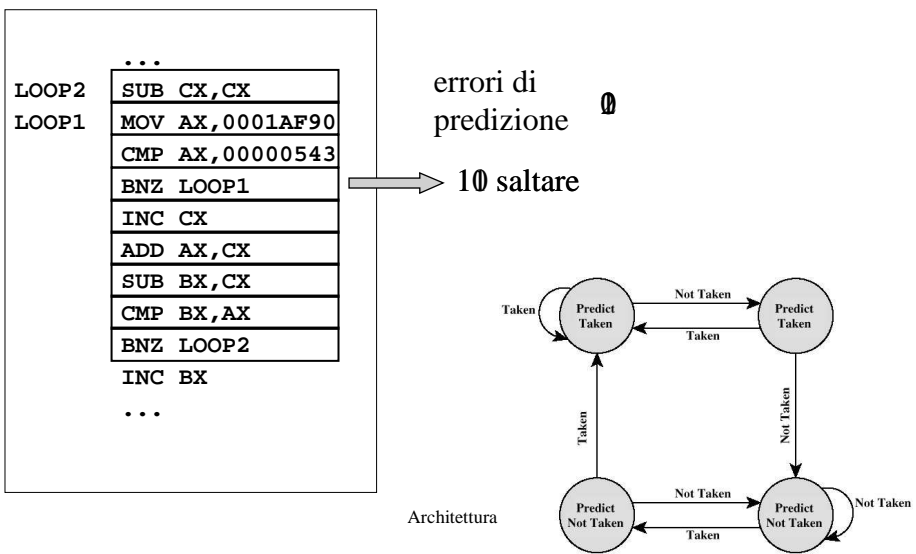 ...
LOOP2 SUB CX,CX
LOOP1 MOV AX,0001AF90
CMP AX,00000543
BNZ LOOP1
INC CX
ADD AX,CX
SUB BX,CX
CMP BX,AX
BNZ LOOP2
INC BX
...
errori di
predizione
saltare
Taken
Predict
Taken
Not Taken
Taken
Predict
Taken
Taken
Not Taken
Predict
Not Taken
Not Taken
Taken
Predict
Not Taken
Not Taken
Architettura